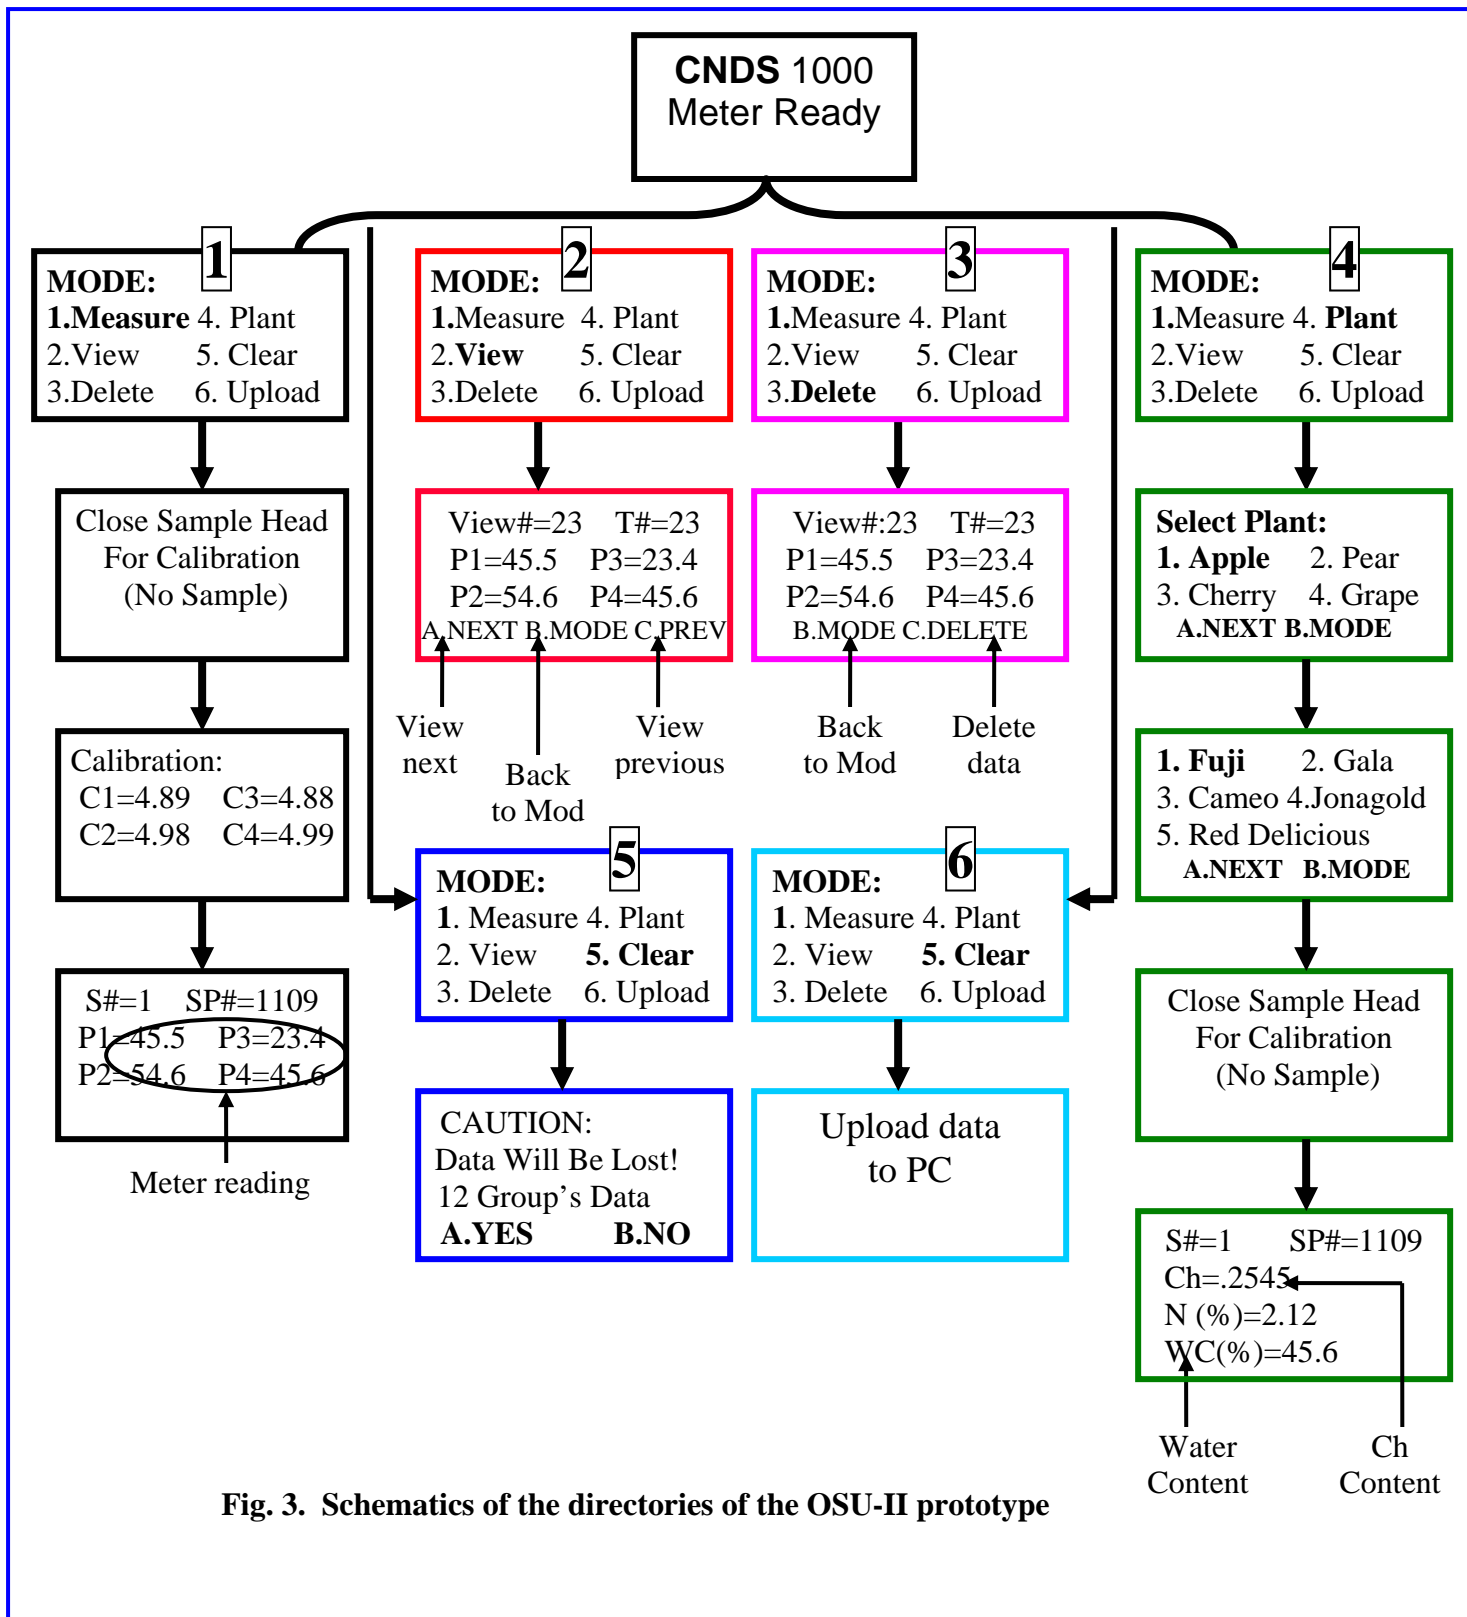 CNDS 1000
Meter Ready
1
MODE:
1.Measure 4. Plant
2.View 5. Clear
3.Delete 6. Upload
Close Sample Head
For Calibration
(No Sample)
Calibration:
C1=4.89 C3=4.88
C2=4.98 C4=4.99
S#=1 SP#=1109
P1=45.5 P3=23.4
P2=54.6 P4=45.6
Meter reading
2
MODE:
1.Measure 4. Plant
2.View 5. Clear
3.Delete 6. Upload
View#=23 T#=23
P1=45.5 P3=23.4
P2=54.6 P4=45.6
A.NEXT B.MODE C.PREV
View
next
Back
to Mod
View
previous
3
MODE:
1.Measure 4. Plant
2.View 5. Clear
3.Delete 6. Upload
View#:23 T#=23
P1=45.5 P3=23.4
P2=54.6 P4=45.6
B.MODE C.DELETE
Back
to Mod
Delete
data
4
MODE:
1.Measure 4. Plant
2.View 5. Clear
3.Delete 6. Upload
Select Plant:
1. Apple 2. Pear
3. Cherry 4. Grape
A.NEXT B.MODE
1. Fuji 2. Gala
3. Cameo 4.Jonagold
5. Red Delicious
A.NEXT B.MODE
Close Sample Head
For Calibration
(No Sample)
S#=1 SP#=1109
Ch=.2545
N (%)=2.12
WC(%)=45.6
Water
Content
Ch
Content
5
MODE:
1. Measure 4. Plant
2. View 5. Clear
3. Delete 6. Upload
CAUTION:
Data Will Be Lost!
12 Group's Data
A.YES B.NO
6
MODE:
1. Measure 4. Plant
2. View 5. Clear
3. Delete 6. Upload
Upload data
to PC
Fig. 3. Schematics of the directories of the OSU-II prototype